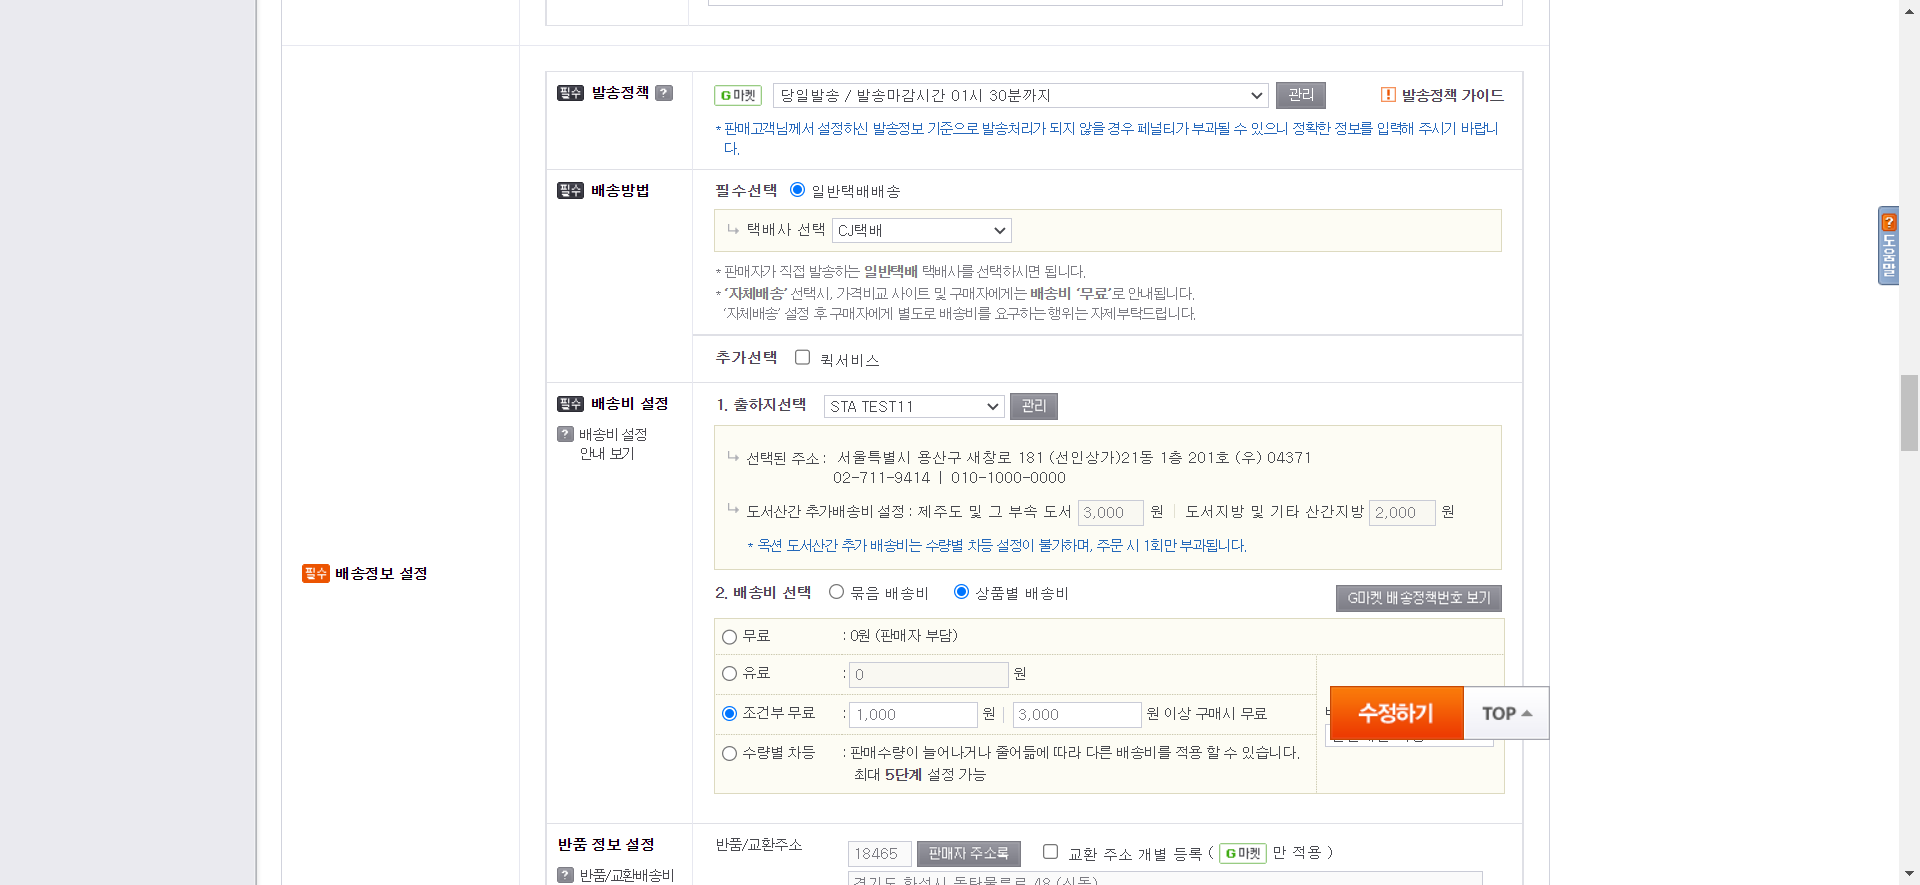 필수 발송정책 ?
G마켓 당일발송 / 발송마감시간 01시 30분까지 관리 ! 발송정책 가이드
* 판매고객님께서 설정하신 발송정보 기준으로 발송처리가 되지 않을 경우 페널티가 부과될 수 있으니 정확한 정보를 입력해 주시기 바랍니
다.
필수 배송방법
필수선택 일반택배배송
택배사 선택 CJ택배
* 판매자가 직접 발송하는 일반택배 택배사를 선택하시면 됩니다.
* ‘자체배송’ 선택시, 가격비교 사이트 및 구매자에게는 배송비 ‘무료’로 안내됩니다.
‘자체배송’ 설정 후 구매자에게 별도로 배송비를 요구하는 행위는 자제부탁드립니다.
추가선택 퀵서비스
필수 배송비 설정
? 배송비 설정
안내 보기
1. 출하지선택 STA TEST11 관리
선택된 주소 : 서울특별시 용산구 새창로 181 (선인상가)21동 1층 201호 (우) 04371
02-711-9414 | 010-1000-0000
도서산간 추가배송비 설정 : 제주도 및 그 부속 도서 3,000 원 도서지방 및 기타 산간지방 2,000 원
* 옥션 도서산간 추가 배송비는 수량별 차등 설정이 불가하며, 주문 시 1회만 부과됩니다.
필수 배송정보 설정
2. 배송비 선택 묶음 배송비 상품별 배송비 G마켓 배송정책번호 보기
무료 : 0원 (판매자 부담)
유료 : 0 원
조건부 무료 : 1,000 원 3,000 원 이상 구매시 무료
수량별 차등 : 판매수량이 늘어나거나 줄어듦에 따라 다른 배송비를 적용 할 수 있습니다.
최대 5단계 설정 가능
수정하기 TOP
반품 정보 설정
? 반품/교환배송비
반품/교환주소 18465 판매자 주소록 교환 주소 개별 등록 ( G마켓 만 적용 )
경기도 화성시 동탄물류로 48 (신동)
? 도움말